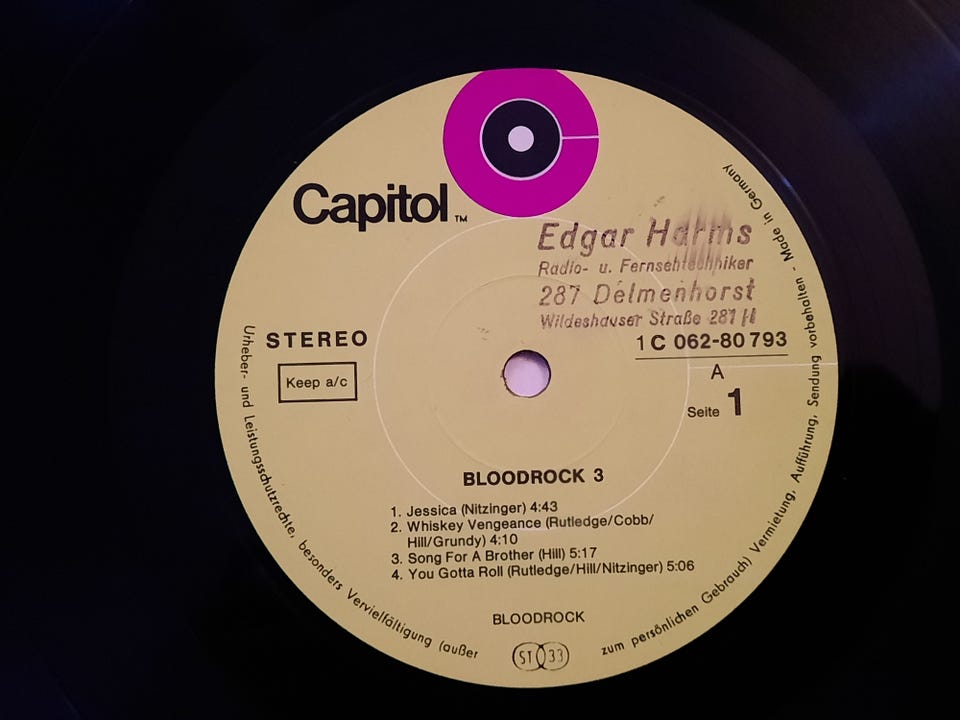 Capitol™
Edgar Harms
Radio- u. Fernsehtechniker
287 Delmenhorst
Wildeshauser Straße 281 H
STEREO
Keep a/c
1 C 062-80 793
A
Seite 1
BLOODROCK 3
1. Jessica (Nitzinger) 4:43
2. Whiskey Vengeance (Rutledge/Cobb/
Hill/Grundy) 4:10
3. Song For A Brother (Hill) 5:17
4. You Gotta Roll (Rutledge/Hill/Nitzinger) 5:06
BLOODROCK
ST 33
Urheber- und Leistungsschutzrechte, besonders Vervielfältigung (außer zum persönlichen Gebrauch) Vermietung, Aufführung, Sendung vorbehalten - Made in Germany